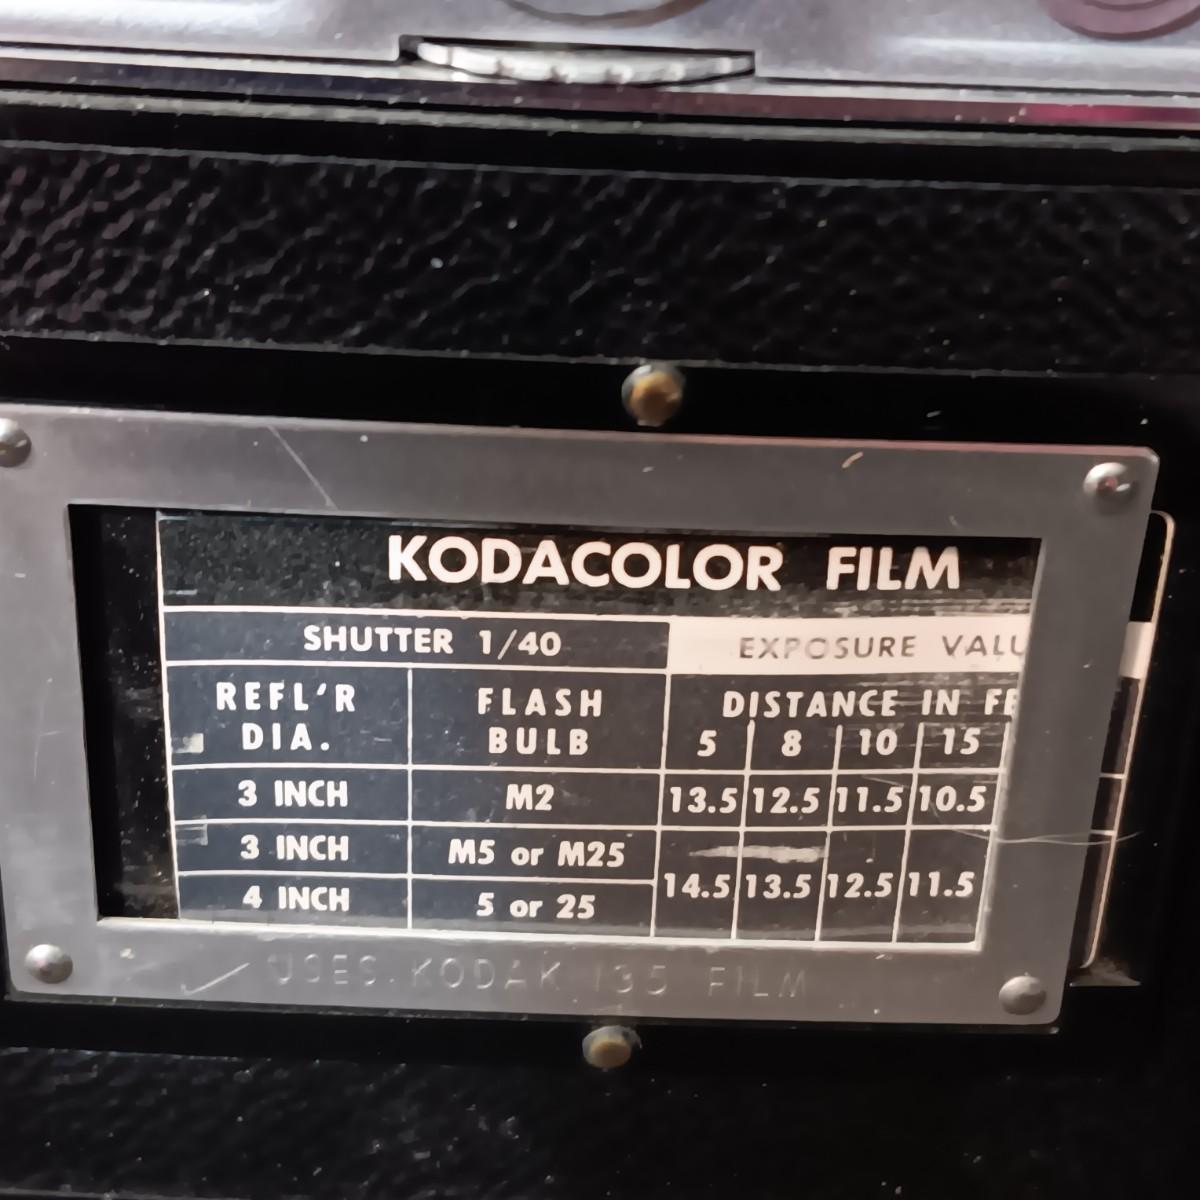 KODACOLOR FILM
SHUTTER 1/40 EXPOSURE VALU
REFL'R DIA. FLASH BULB DISTANCE IN FE
5 8 10 15
3 INCH M2 13.5 12.5 11.5 10.5
3 INCH M5 or M25
4 INCH 5 or 25 14.5 13.5 12.5 11.5
USES KODAK 135 FILM